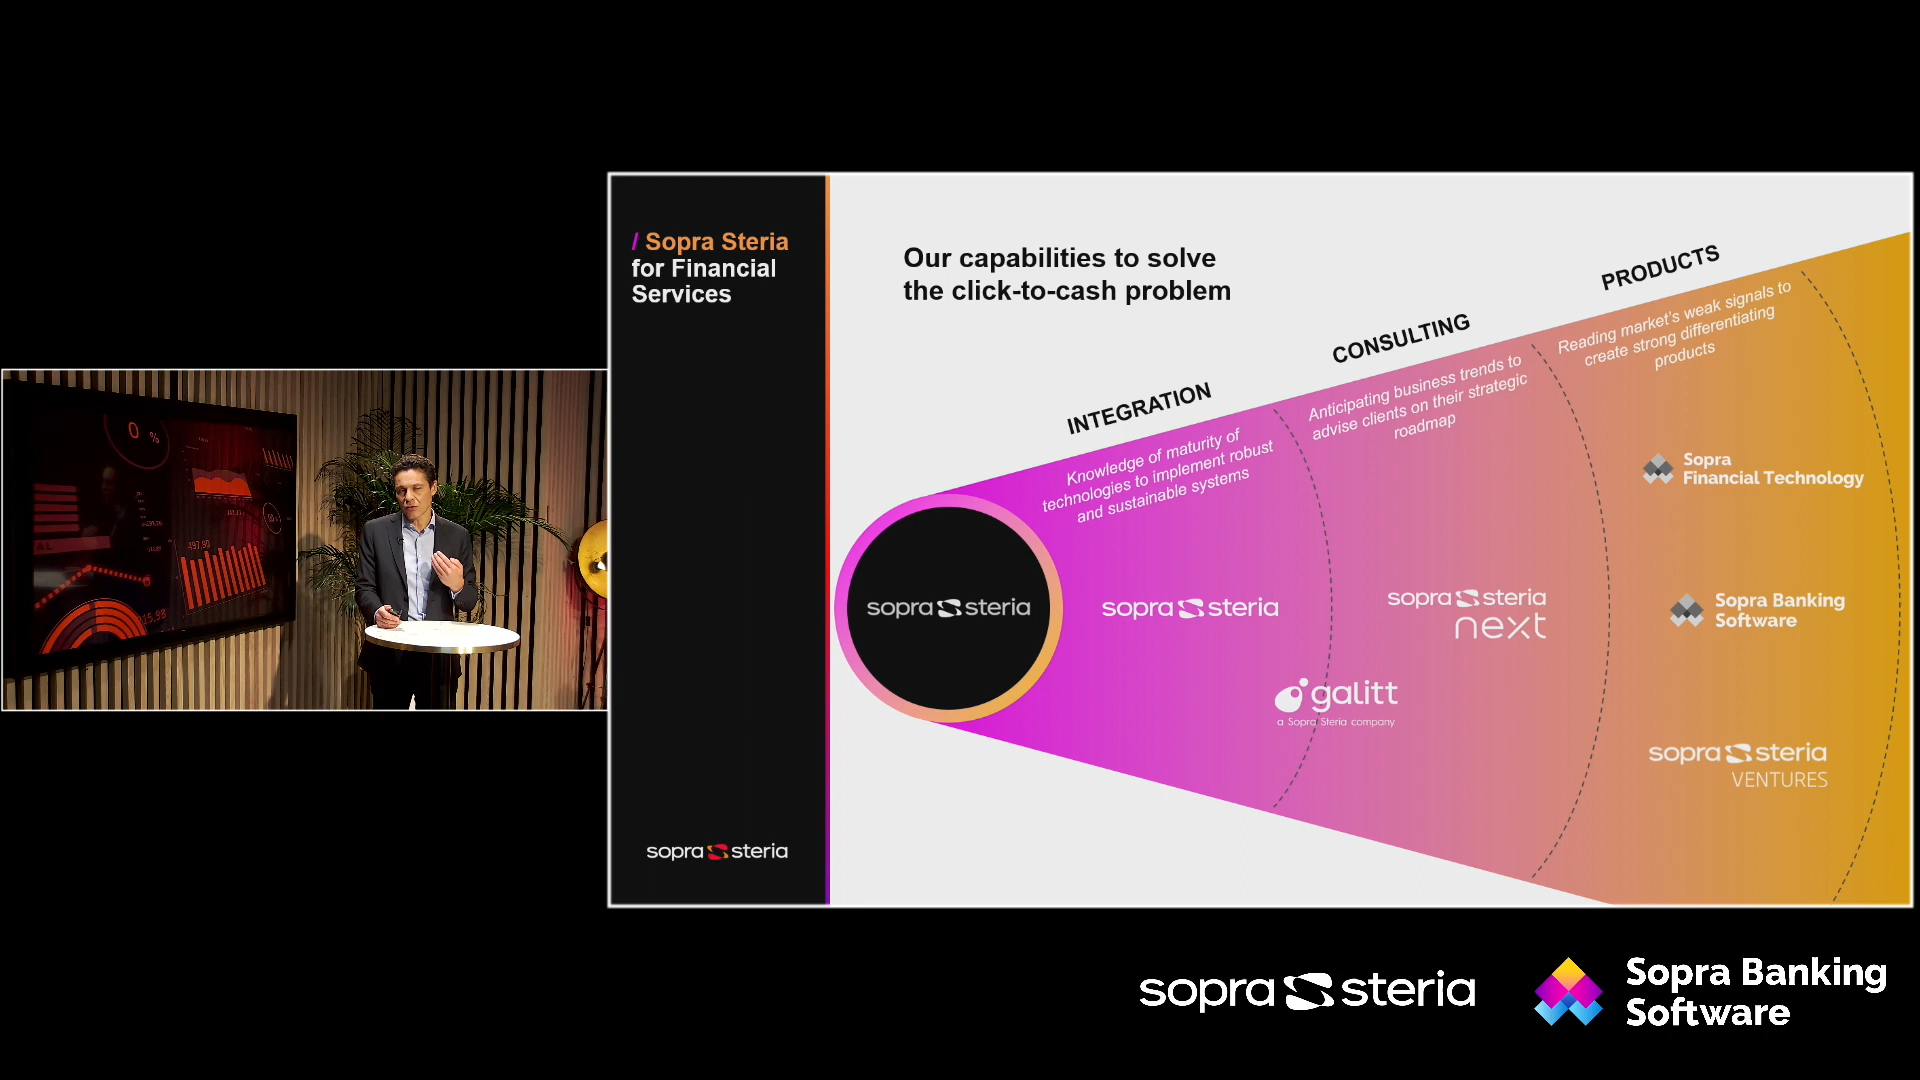 / Sopra Steria
for Financial
Services
sopra steria
Our capabilities to solve
the click-to-cash problem
INTEGRATION
Knowledge of maturity of
technologies to implement robust
and sustainable systems
CONSULTING
Anticipating business trends to
advise clients on their strategic
roadmap
PRODUCTS
Reading market's weak signals to
create strong differentiating
products
sopra steria
sopra steria
galitt
a Sopra Steria company
sopra steria
next
Sopra
Financial Technology
Sopra Banking
Software
sopra steria
VENTURES
0 %
497,90
sopra steria
Sopra Banking
Software